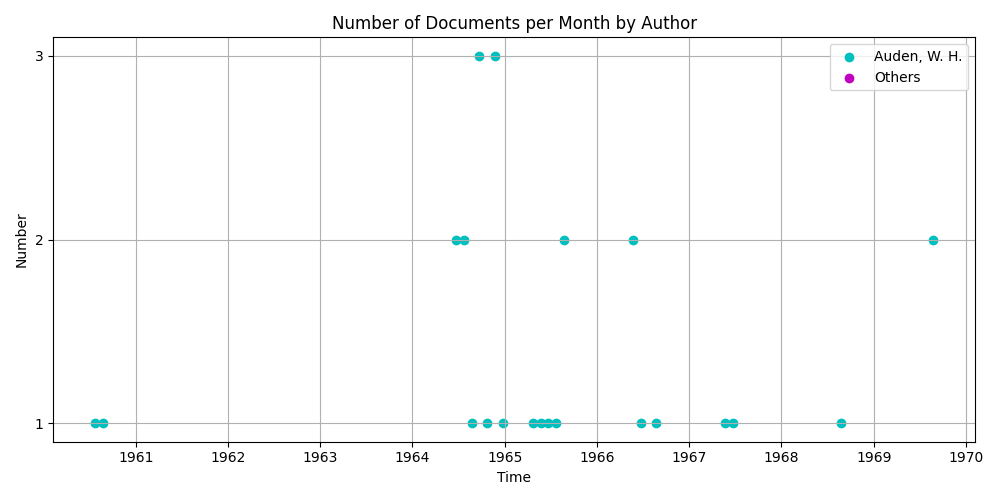 Number of Documents per Month by Author
Auden, W. H.
Others
3
2
1
Number
1961 1962 1963 1964 1965 1966 1967 1968 1969 1970
Time